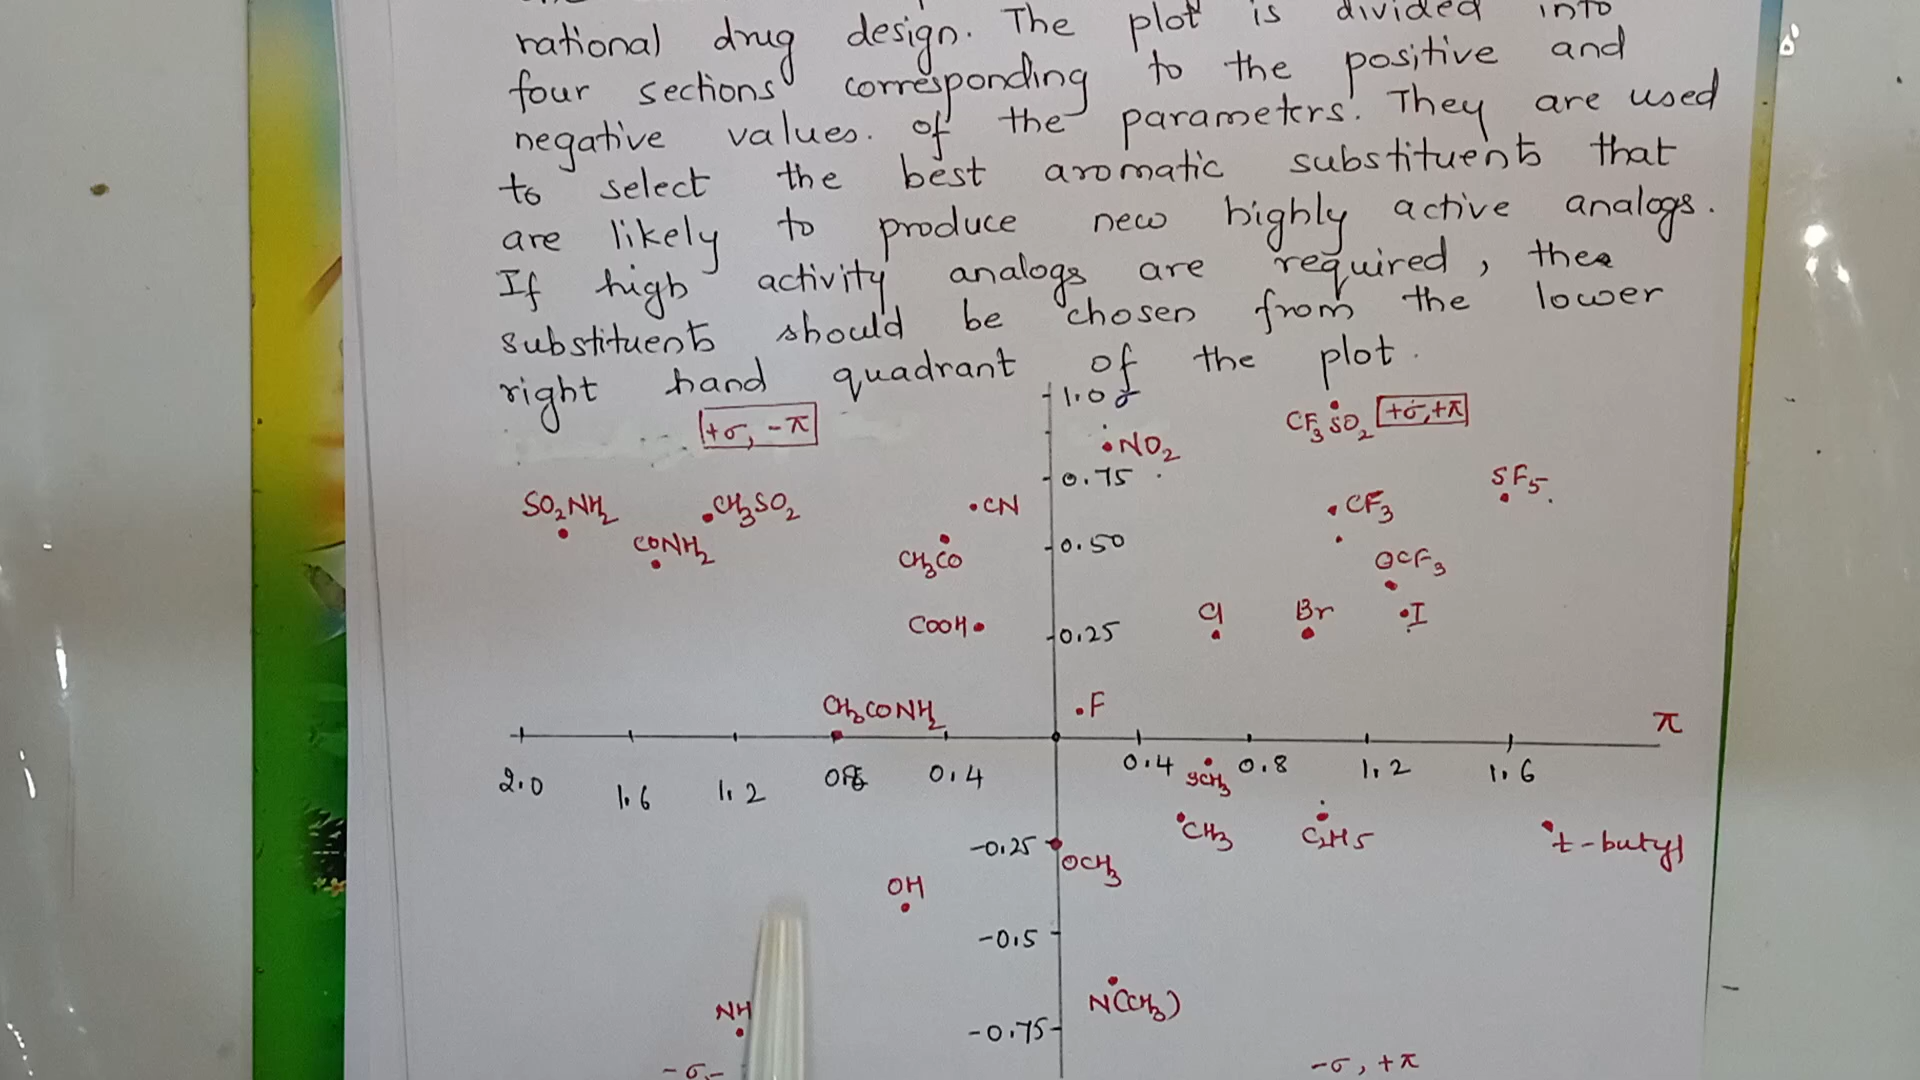 rational drug design. The plot is divided into
four sections corresponding to the positive and
negative values. of the parameters. They are used
to select the best aromatic substituents that
are likely to produce new highly active analogs.
If high activity analogs are required, the
substituents should be chosen from the lower
right hand quadrant of the plot.
1.0 σ
+σ, -π
CF3SO2 +σ,+π
NO2
0.75
SF5
SO2NH2 CH3SO2 CN CF3
CONH2 CH3CO 0.50 OCF3
COOH 0.25 Cl Br I
CH3CONH2 F π
2.0 1.6 1.2 0.8 0.4 0.4 SCH3 0.8 1.2 1.6
-0.25 OCH3 CH3 C2H5 t-butyl
OH
-0.5
NH N(CH3)
-0.75
-σ,- -σ, +π